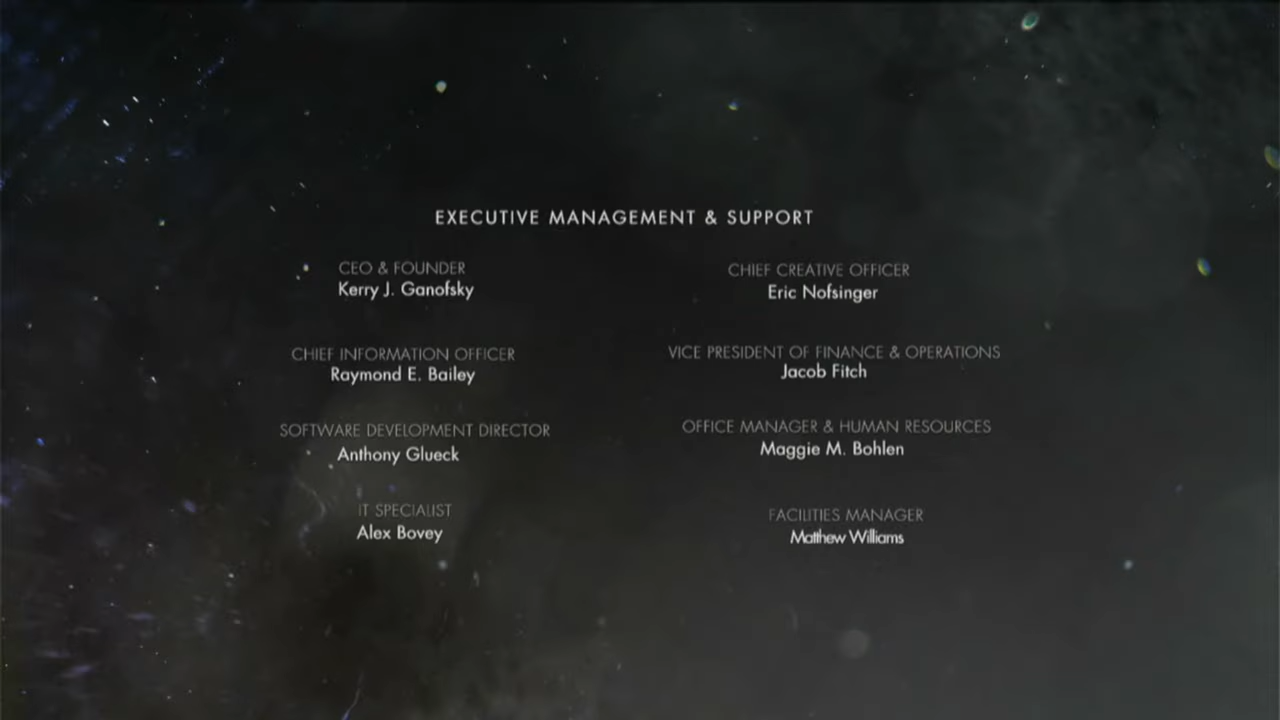 EXECUTIVE MANAGEMENT & SUPPORT
CEO & FOUNDER
Kerry J. Ganofsky
CHIEF CREATIVE OFFICER
Eric Nofsinger
CHIEF INFORMATION OFFICER
Raymond E. Bailey
VICE PRESIDENT OF FINANCE & OPERATIONS
Jacob Fitch
SOFTWARE DEVELOPMENT DIRECTOR
Anthony Glueck
OFFICE MANAGER & HUMAN RESOURCES
Maggie M. Bohlen
IT SPECIALIST
Alex Bovey
FACILITIES MANAGER
Matthew Williams